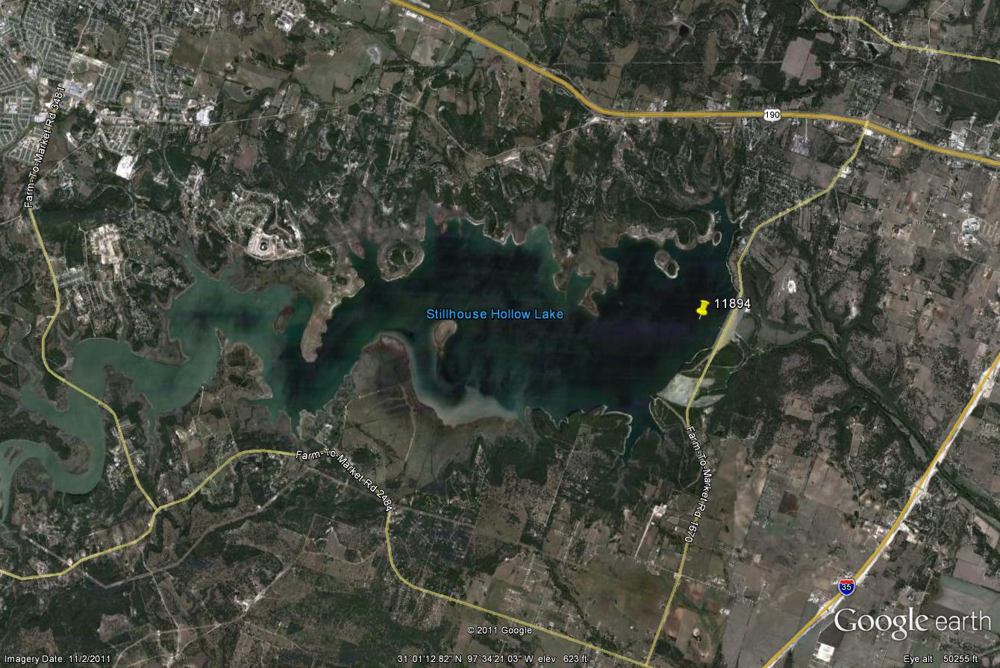 190
Farm-To-Market Rd 3481
11894
Stillhouse Hollow Lake
Farm-To-Market Rd 2484
Farm-To-Market Rd 1670
35
Google earth
© 2011 Google
Imagery Date: 11/2/2011
31°01'12.82" N 97°34'21.03" W elev 623 ft
Eye alt 50255 ft